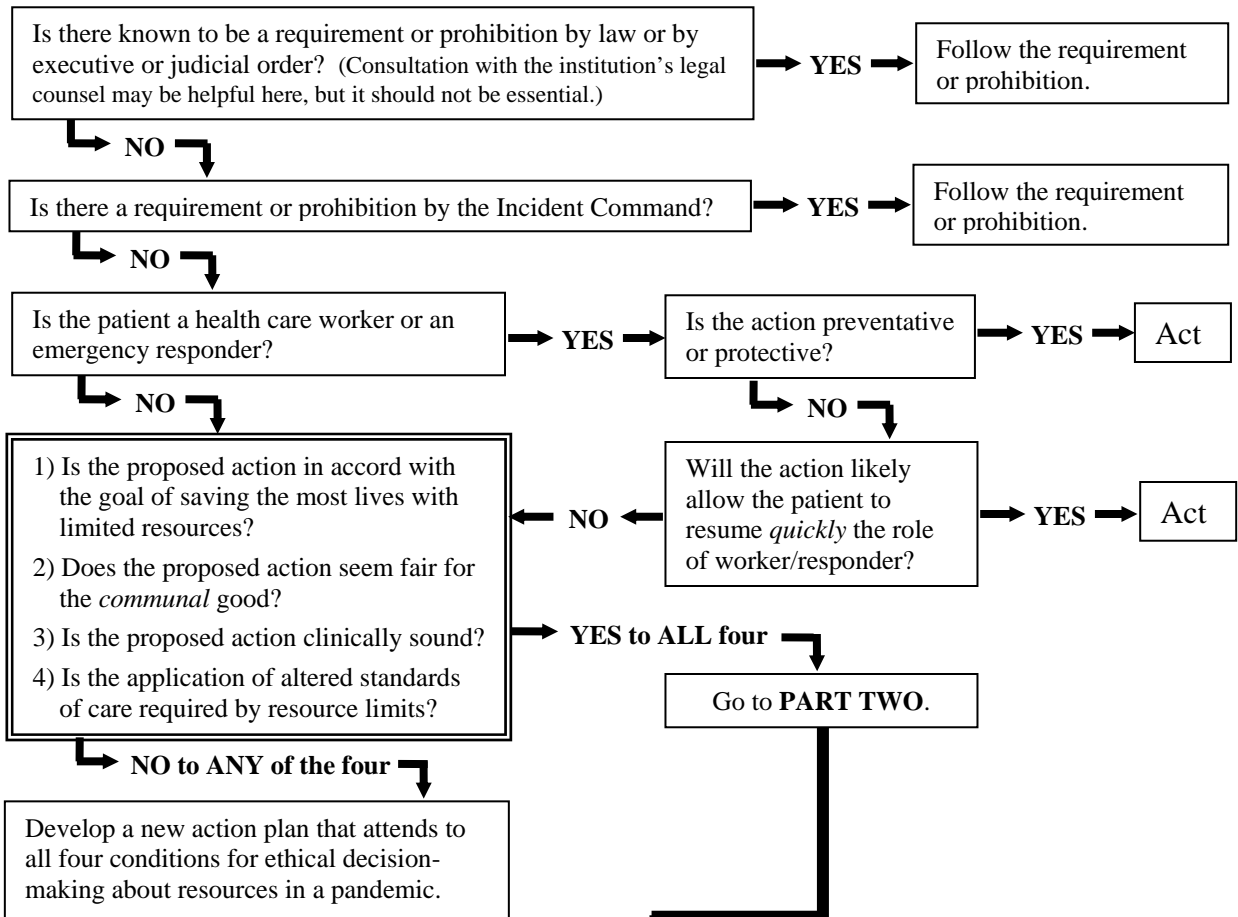 Is there known to be a requirement or prohibition by law or by
executive or judicial order? (Consultation with the institution's legal
counsel may be helpful here, but it should not be essential.)
YES
Follow the requirement
or prohibition.
NO
Is there a requirement or prohibition by the Incident Command?
YES
Follow the requirement
or prohibition.
NO
Is the patient a health care worker or an
emergency responder?
YES
Is the action preventative
or protective?
YES
Act
NO
NO
1) Is the proposed action in accord with
the goal of saving the most lives with
limited resources?
2) Does the proposed action seem fair for
the communal good?
3) Is the proposed action clinically sound?
4) Is the application of altered standards
of care required by resource limits?
NO
Will the action likely
allow the patient to
resume quickly the role
of worker/responder?
YES
Act
YES to ALL four
Go to PART TWO.
NO to ANY of the four
Develop a new action plan that attends to
all four conditions for ethical decision-
making about resources in a pandemic.